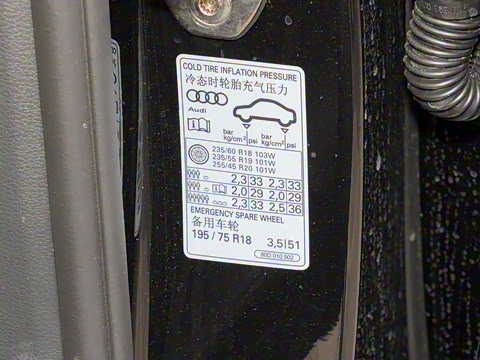 COLD TIRE INFLATION PRESSURE
冷态时轮胎充气压力
Audi
bar kg/cm² psi bar kg/cm² psi
235/60 R18 103W
235/55 R19 101W
255/45 R20 101W
2,3 33 2,3 33
2,0 29 2,0 29
2,3 33 2,5 36
EMERGENCY SPARE WHEEL
备用车轮
195 / 75 R18 3,5 51
80D 010 502